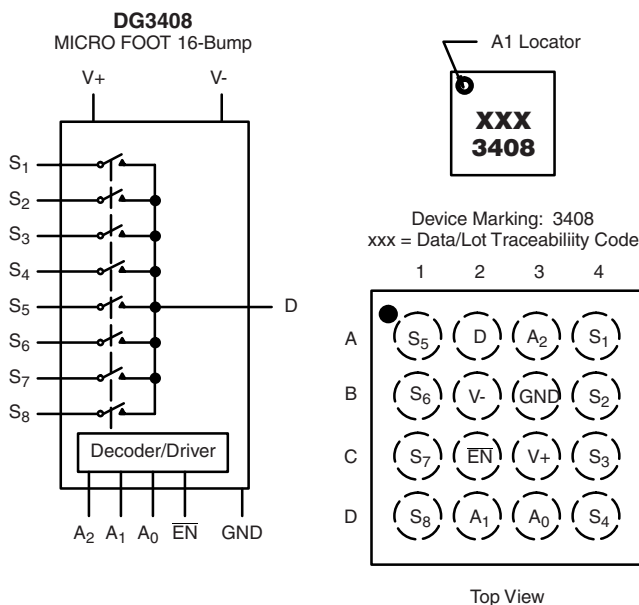 DG3408
MICRO FOOT 16-Bump
V+ V-
S1
S2
S3
S4
S5
S6
S7
S8
D
Decoder/Driver
A2 A1 A0 E̅N̅ GND
A1 Locator
XXX
3408
Device Marking: 3408
xxx = Data/Lot Traceabiliity Code
1 2 3 4
A S5 D A2 S1
B S6 V- GND S2
C S7 E̅N̅ V+ S3
D S8 A1 A0 S4
Top View